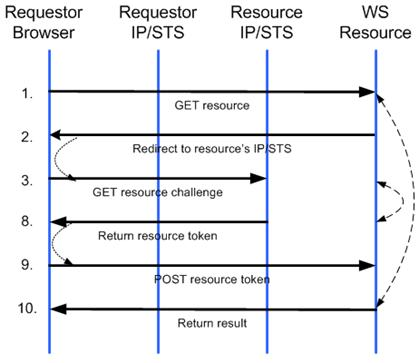 Requestor Browser
Requestor IP/STS
Resource IP/STS
WS Resource
1.
GET resource
2.
Redirect to resource's IP/STS
3.
GET resource challenge
8.
Return resource token
9.
POST resource token
10.
Return result